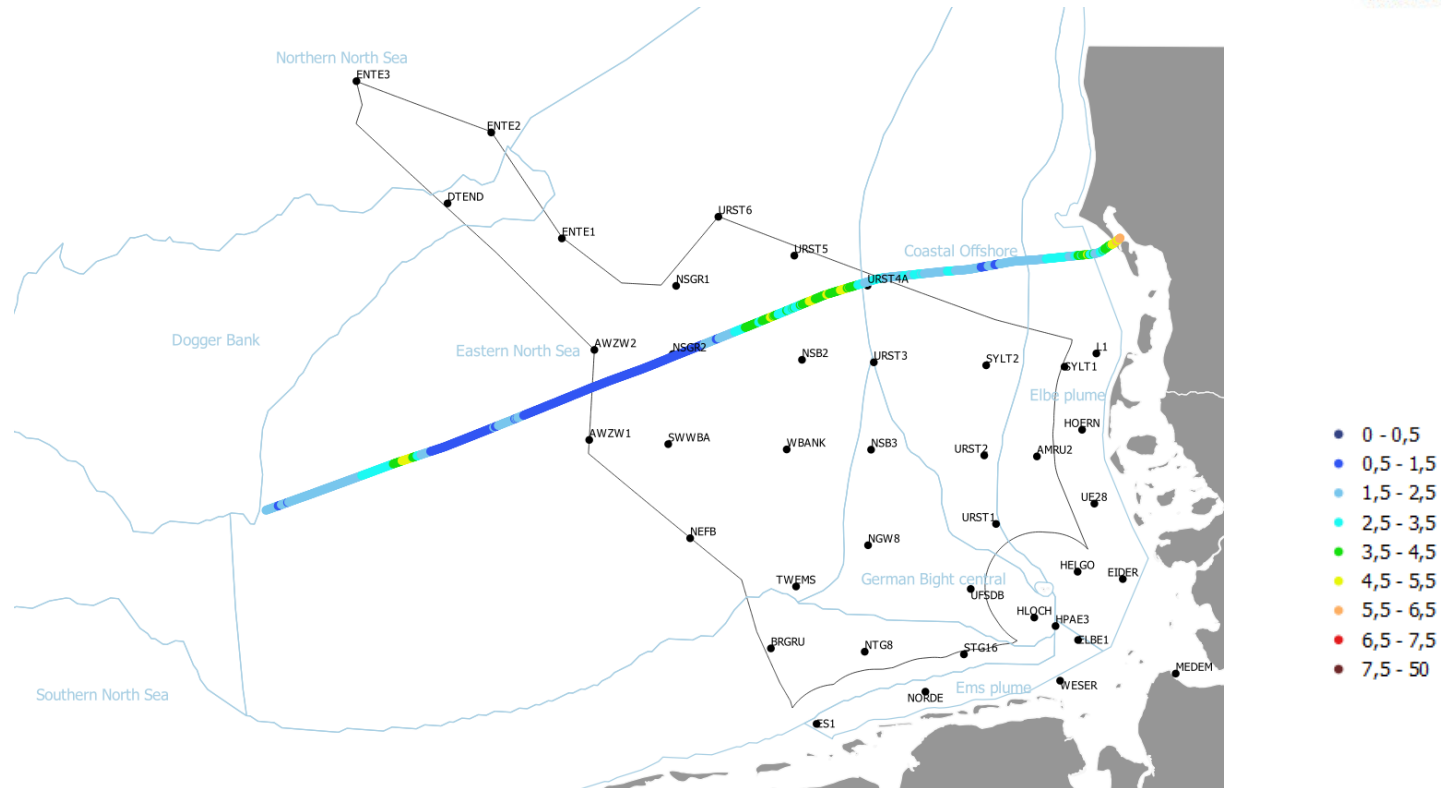 Northern North Sea
ENTE3
ENTE2
DTEND
URST6
ENTE1
URST5
Coastal Offshore
NSGR1
URST4A
Dogger Bank
AWZW2
Eastern North Sea
NSGR2
NSB2
URST3
SYLT2
L1
SYLT1
Elbe plume
HOERN
AWZW1
SWWBA
WBANK
NSB3
URST2
AMRU2
UE28
URST1
NEFB
NGW8
HELGO
EIDER
TWEMS
German Bight central
UFSDB
HLOCH
HPAE3
ELBE1
BRGRU
NTG8
STG16
MEDEM
Southern North Sea
Ems plume
WESER
NORDE
ES1
0 - 0,5
0,5 - 1,5
1,5 - 2,5
2,5 - 3,5
3,5 - 4,5
4,5 - 5,5
5,5 - 6,5
6,5 - 7,5
7,5 - 50